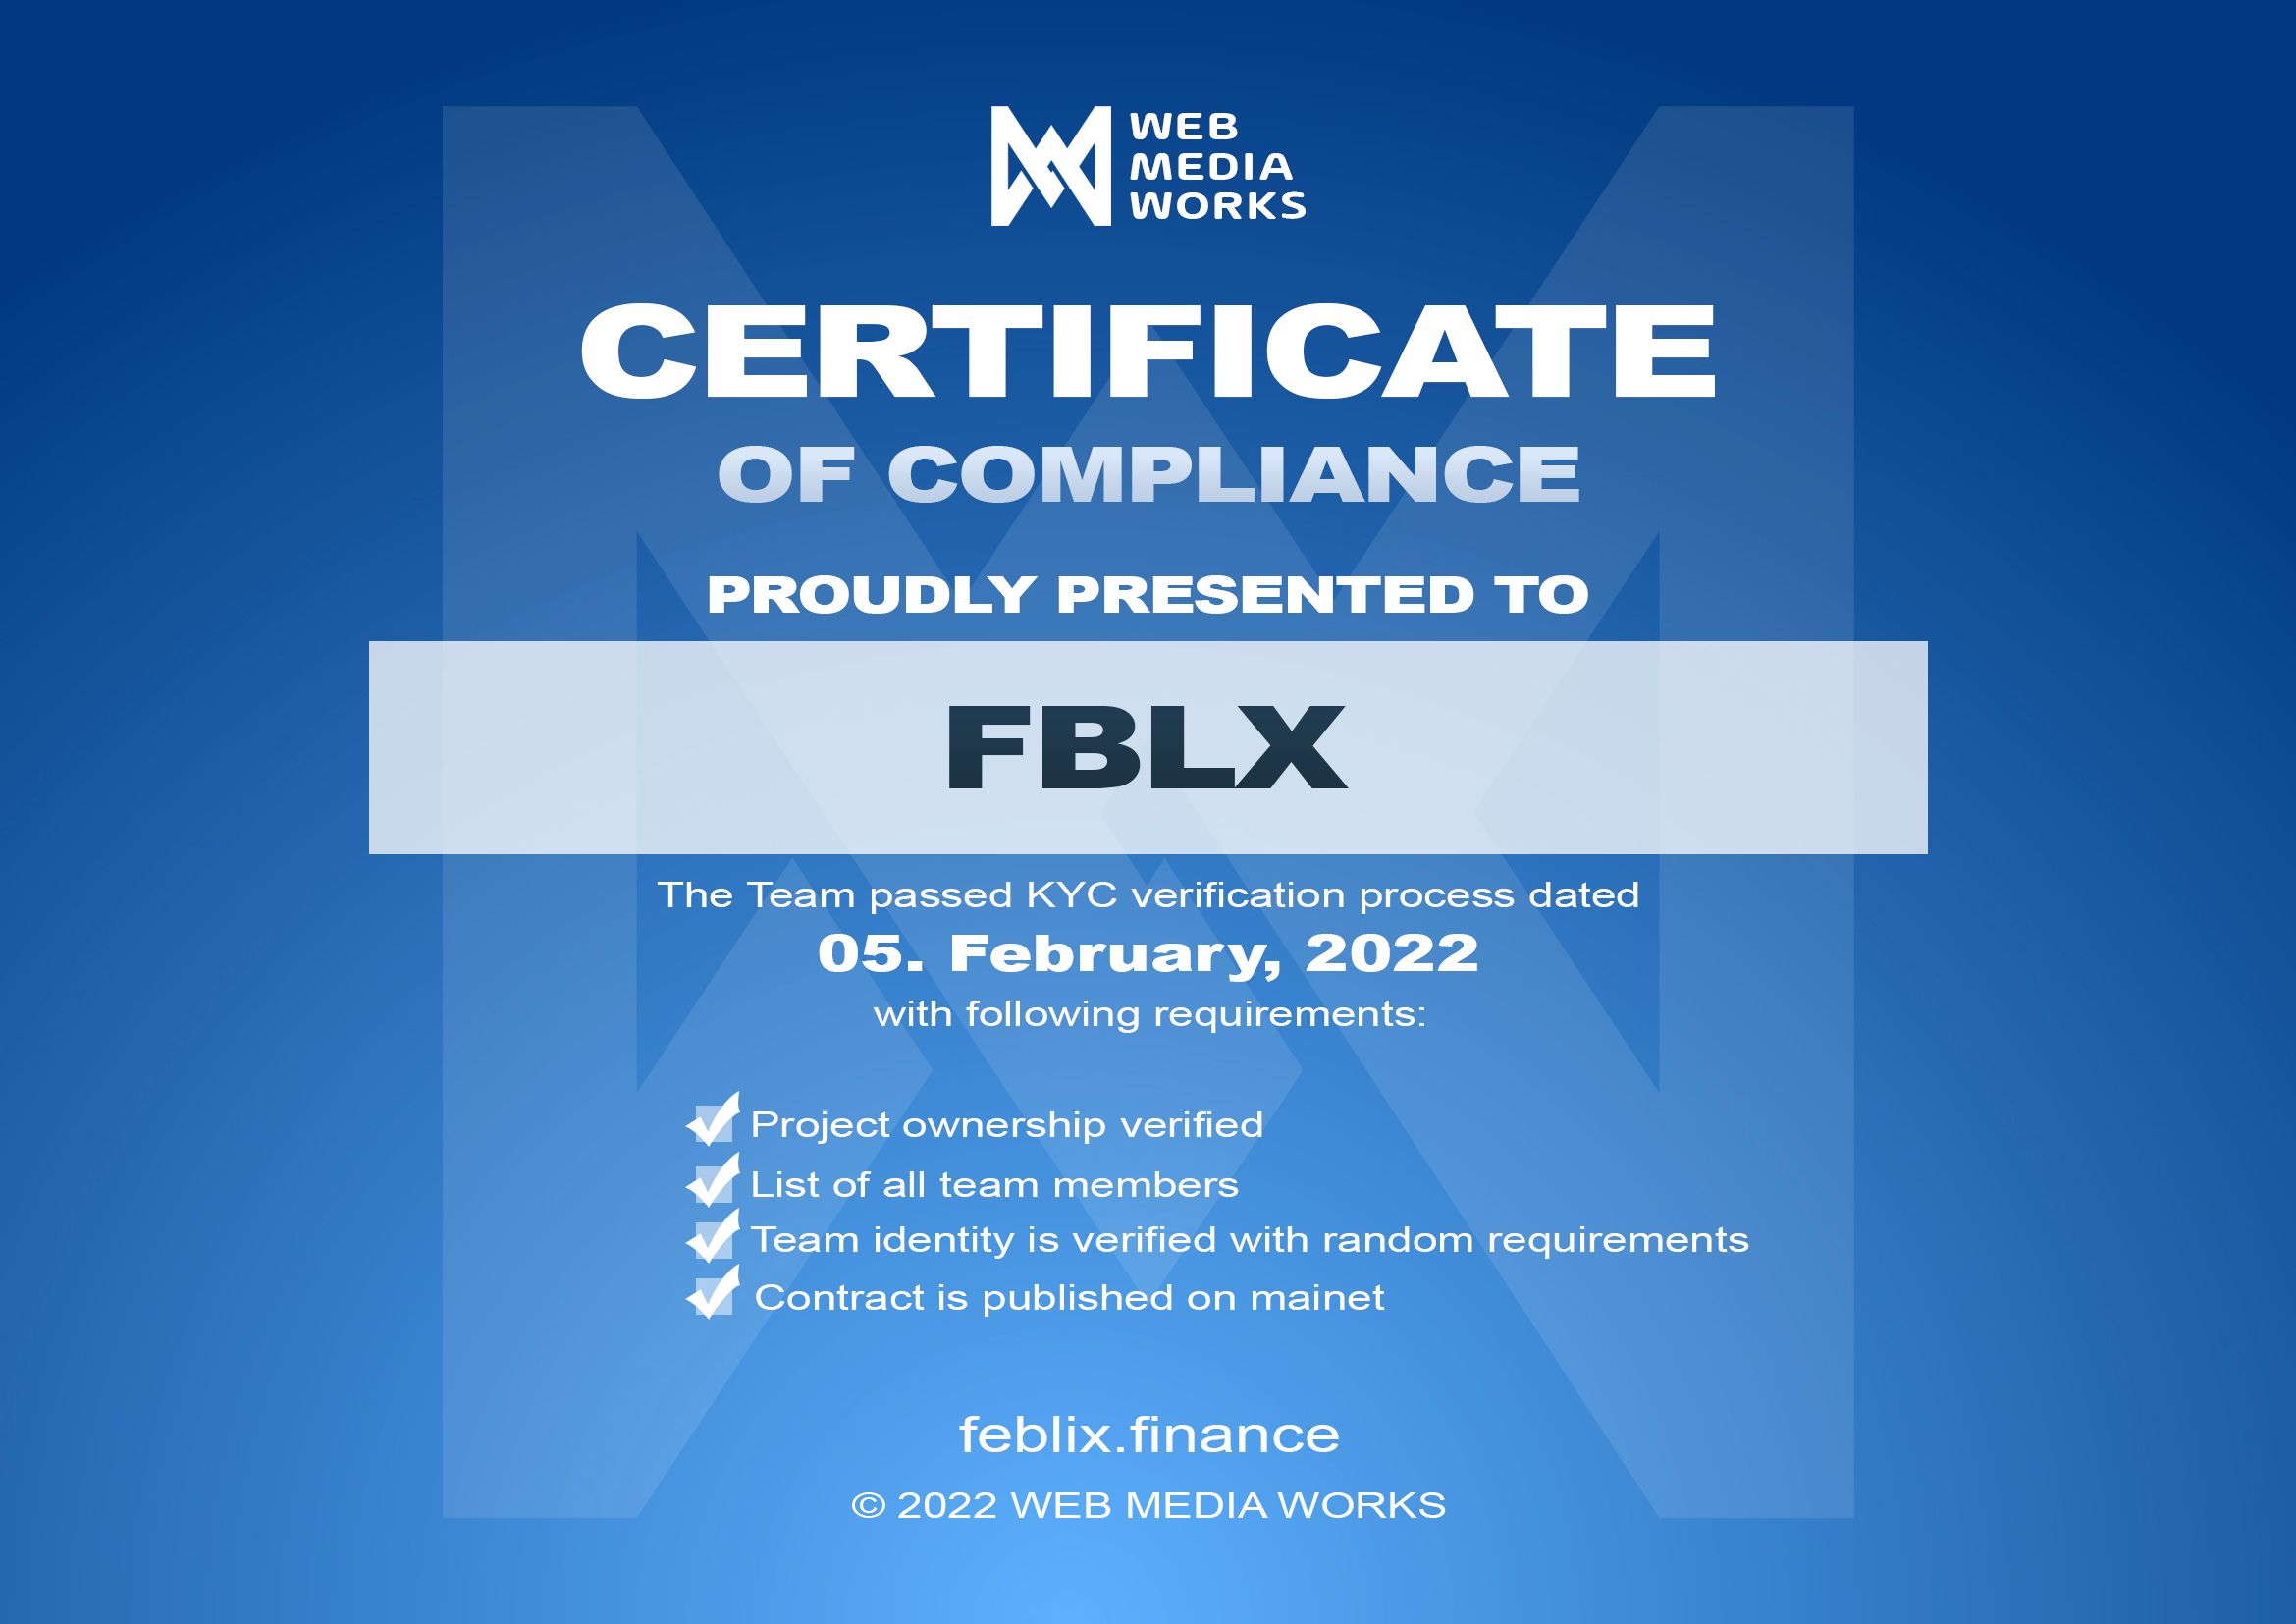 WEB
MEDIA
WORKS
CERTIFICATE
OF COMPLIANCE
PROUDLY PRESENTED TO
FBLX
The Team passed KYC verification process dated
05. February, 2022
with following requirements:
Project ownership verified
List of all team members
Team identity is verified with random requirements
Contract is published on mainet
feblix.finance
© 2022 WEB MEDIA WORKS